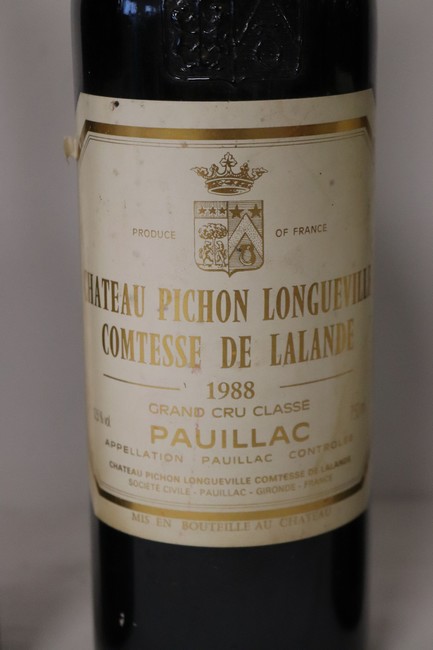 PRODUCE OF FRANCE
CHATEAU PICHON LONGUEVILLE
COMTESSE DE LALANDE
1988
GRAND CRU CLASSE
PAUILLAC
APPELLATION PAUILLAC CONTROLEE
CHATEAU PICHON LONGUEVILLE COMTESSE DE LALANDE
SOCIETE CIVILE - PAUILLAC - GIRONDE - FRANCE
MIS EN BOUTEILLE AU CHATEAU